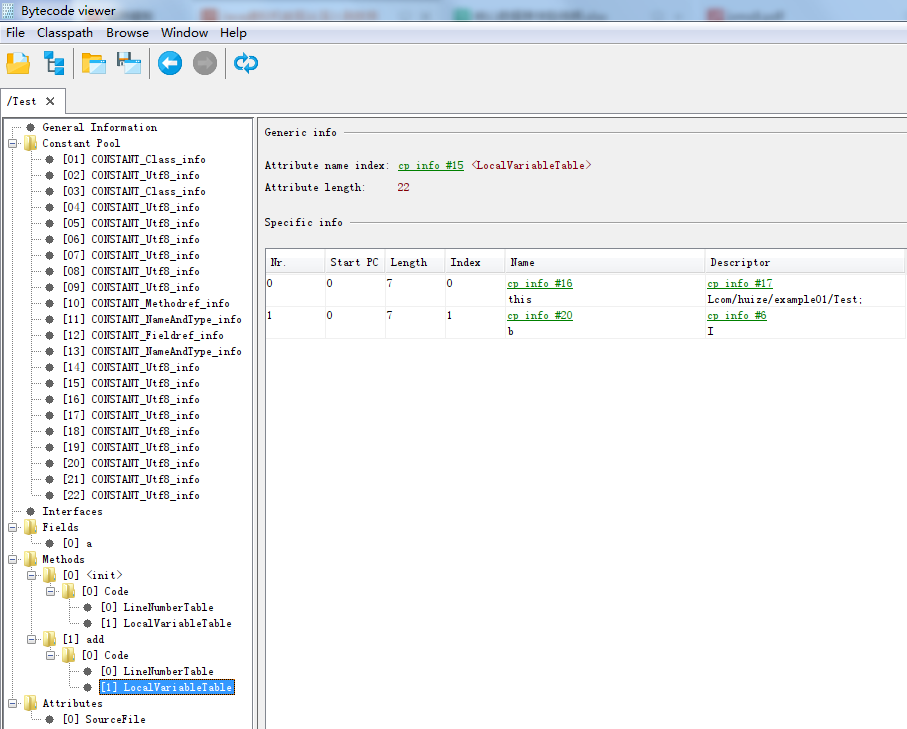 Bytecode viewer
File Classpath Browse Window Help
/Test
General Information
Constant Pool
[01] CONSTANT_Class_info
[02] CONSTANT_Utf8_info
[03] CONSTANT_Class_info
[04] CONSTANT_Utf8_info
[05] CONSTANT_Utf8_info
[06] CONSTANT_Utf8_info
[07] CONSTANT_Utf8_info
[08] CONSTANT_Utf8_info
[09] CONSTANT_Utf8_info
[10] CONSTANT_Methodref_info
[11] CONSTANT_NameAndType_info
[12] CONSTANT_Fieldref_info
[13] CONSTANT_NameAndType_info
[14] CONSTANT_Utf8_info
[15] CONSTANT_Utf8_info
[16] CONSTANT_Utf8_info
[17] CONSTANT_Utf8_info
[18] CONSTANT_Utf8_info
[19] CONSTANT_Utf8_info
[20] CONSTANT_Utf8_info
[21] CONSTANT_Utf8_info
[22] CONSTANT_Utf8_info
Interfaces
Fields
[0] a
Methods
[0] <init>
[0] Code
[0] LineNumberTable
[1] LocalVariableTable
[1] add
[0] Code
[0] LineNumberTable
[1] LocalVariableTable
Attributes
[0] SourceFile
Generic info
Attribute name index: cp info #15 <LocalVariableTable>
Attribute length: 22
Specific info
Nr. Start PC Length Index Name Descriptor
0 0 7 0 cp info #16 cp info #17
this Lcom/huize/example01/Test;
1 0 7 1 cp info #20 cp info #6
b I